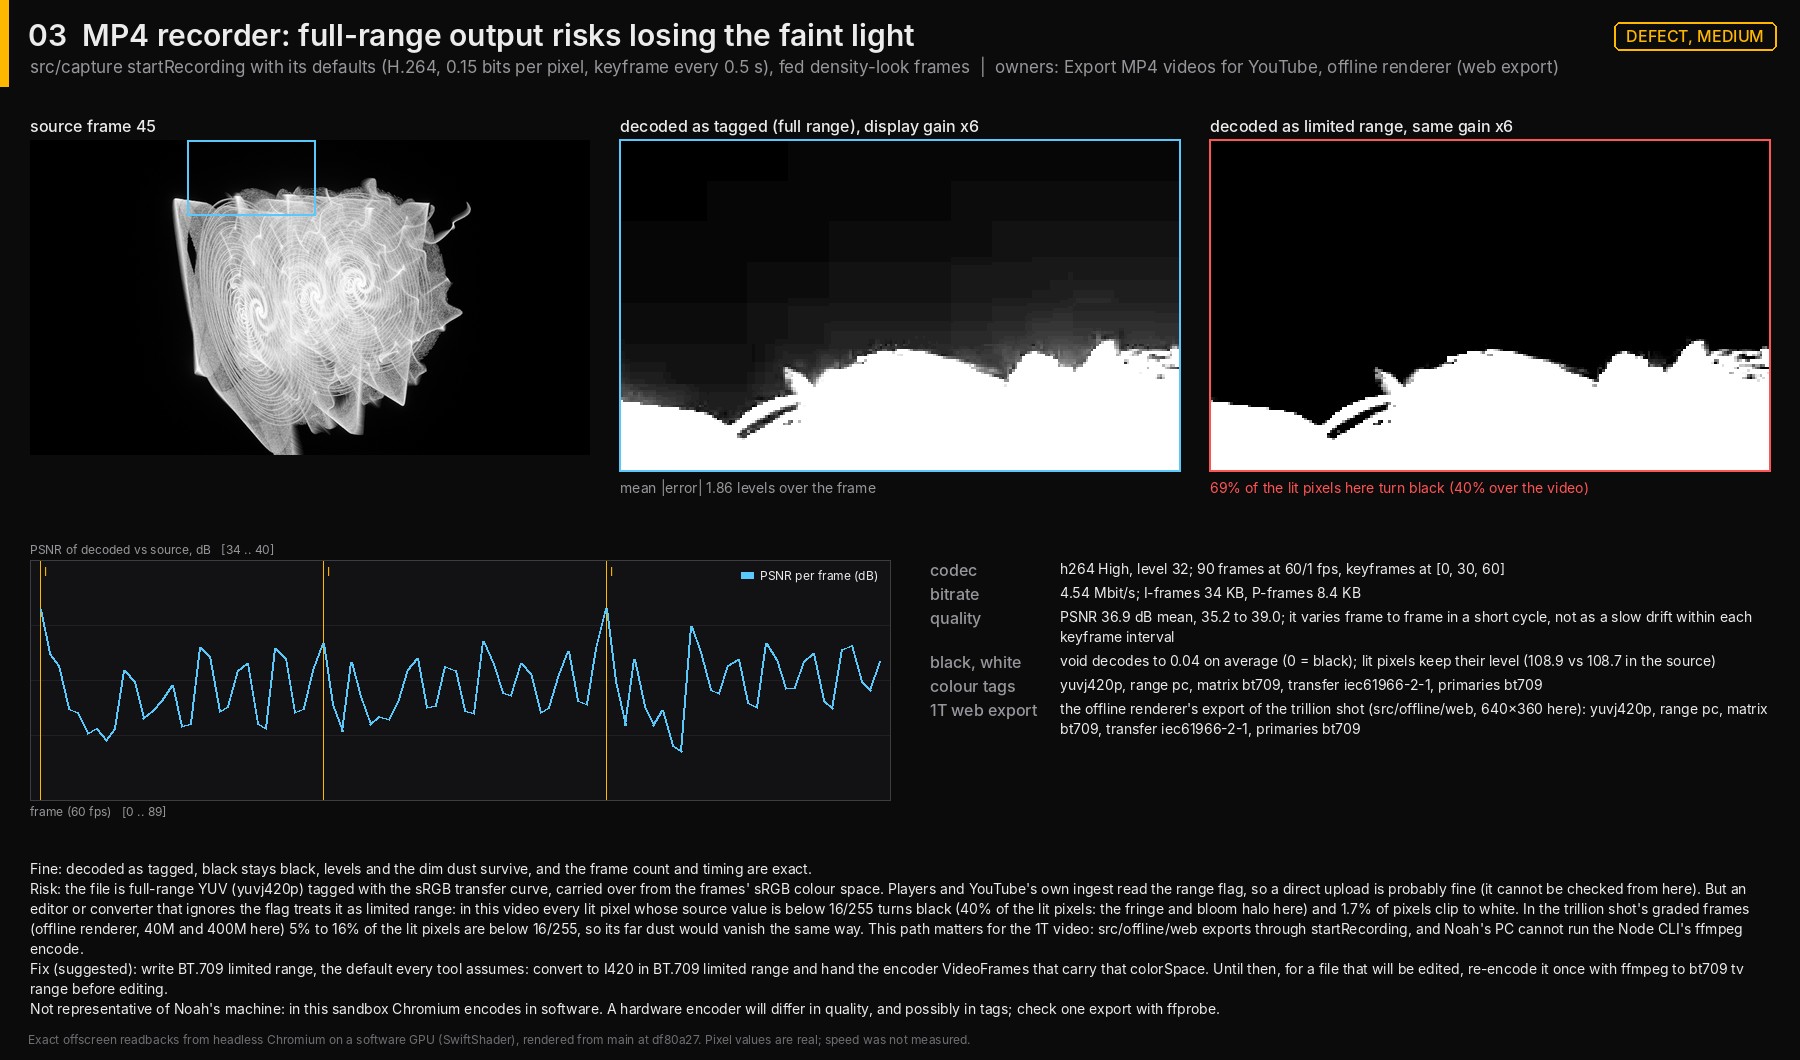 03 MP4 recorder: full-range output risks losing the faint light
DEFECT, MEDIUM
src/capture startRecording with its defaults (H.264, 0.15 bits per pixel, keyframe every 0.5 s), fed density-look frames | owners: Export MP4 videos for YouTube, offline renderer (web export)
source frame 45
decoded as tagged (full range), display gain x6
decoded as limited range, same gain x6
mean |error| 1.86 levels over the frame
69% of the lit pixels here turn black (40% over the video)
PSNR of decoded vs source, dB [34 .. 40]
I
I
I
PSNR per frame (dB)
frame (60 fps) [0 .. 89]
codec h264 High, level 32; 90 frames at 60/1 fps, keyframes at [0, 30, 60]
bitrate 4.54 Mbit/s; I-frames 34 KB, P-frames 8.4 KB
quality PSNR 36.9 dB mean, 35.2 to 39.0; it varies frame to frame in a short cycle, not as a slow drift within each
keyframe interval
black, white void decodes to 0.04 on average (0 = black); lit pixels keep their level (108.9 vs 108.7 in the source)
colour tags yuvj420p, range pc, matrix bt709, transfer iec61966-2-1, primaries bt709
1T web export the offline renderer's export of the trillion shot (src/offline/web, 640×360 here): yuvj420p, range pc, matrix
bt709, transfer iec61966-2-1, primaries bt709
Fine: decoded as tagged, black stays black, levels and the dim dust survive, and the frame count and timing are exact.
Risk: the file is full-range YUV (yuvj420p) tagged with the sRGB transfer curve, carried over from the frames' sRGB colour space. Players and YouTube's own ingest read the range flag, so a direct upload is probably fine (it cannot be checked from here). But an
editor or converter that ignores the flag treats it as limited range: in this video every lit pixel whose source value is below 16/255 turns black (40% of the lit pixels: the fringe and bloom halo here) and 1.7% of pixels clip to white. In the trillion shot's graded frames
(offline renderer, 40M and 400M here) 5% to 16% of the lit pixels are below 16/255, so its far dust would vanish the same way. This path matters for the 1T video: src/offline/web exports through startRecording, and Noah's PC cannot run the Node CLI's ffmpeg
encode.
Fix (suggested): write BT.709 limited range, the default every tool assumes: convert to I420 in BT.709 limited range and hand the encoder VideoFrames that carry that colorSpace. Until then, for a file that will be edited, re-encode it once with ffmpeg to bt709 tv
range before editing.
Not representative of Noah's machine: in this sandbox Chromium encodes in software. A hardware encoder will differ in quality, and possibly in tags; check one export with ffprobe.
Exact offscreen readbacks from headless Chromium on a software GPU (SwiftShader), rendered from main at df80a27. Pixel values are real; speed was not measured.